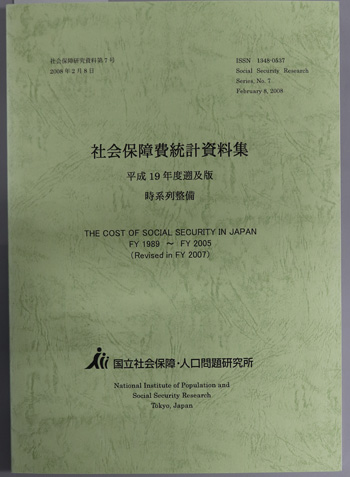 社会保障研究資料第7号
2008年2月8日
ISSN 1348-0537
Social Security Research
Series, No. 7
February 8, 2008
社会保障費統計資料集
平成19年度遡及版
時系列整備
THE COST OF SOCIAL SECURITY IN JAPAN
FY 1989 ～ FY 2005
(Revised in FY 2007)
国立社会保障・人口問題研究所
National Institute of Population and
Social Security Research
Tokyo, Japan